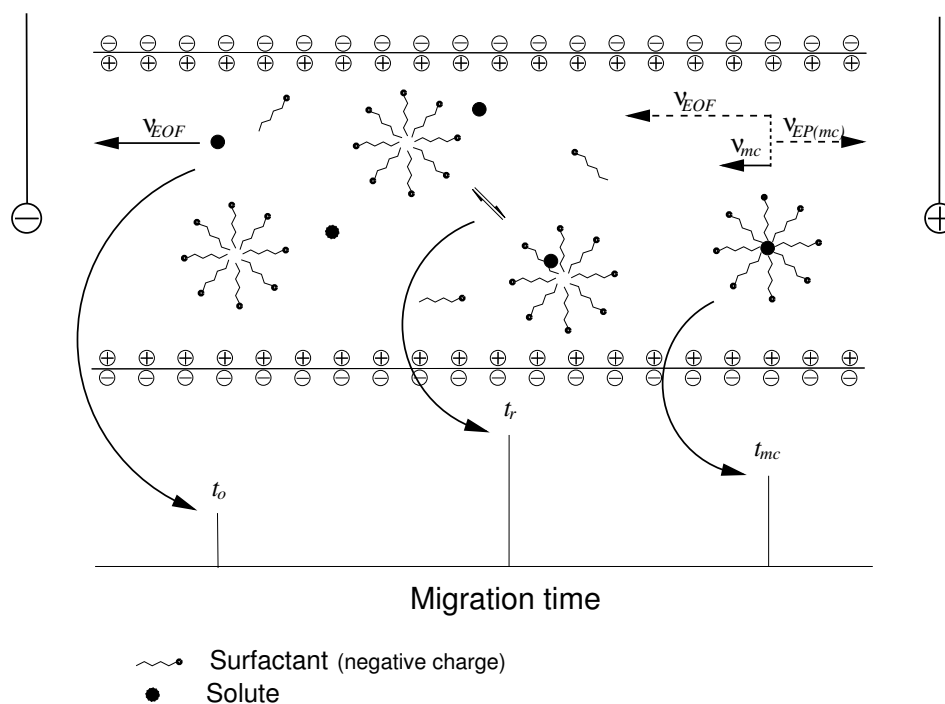 νEOF
νEOF
νEP(mc)
νmc
to
tr
tmc
Migration time
Surfactant (negative charge)
Solute